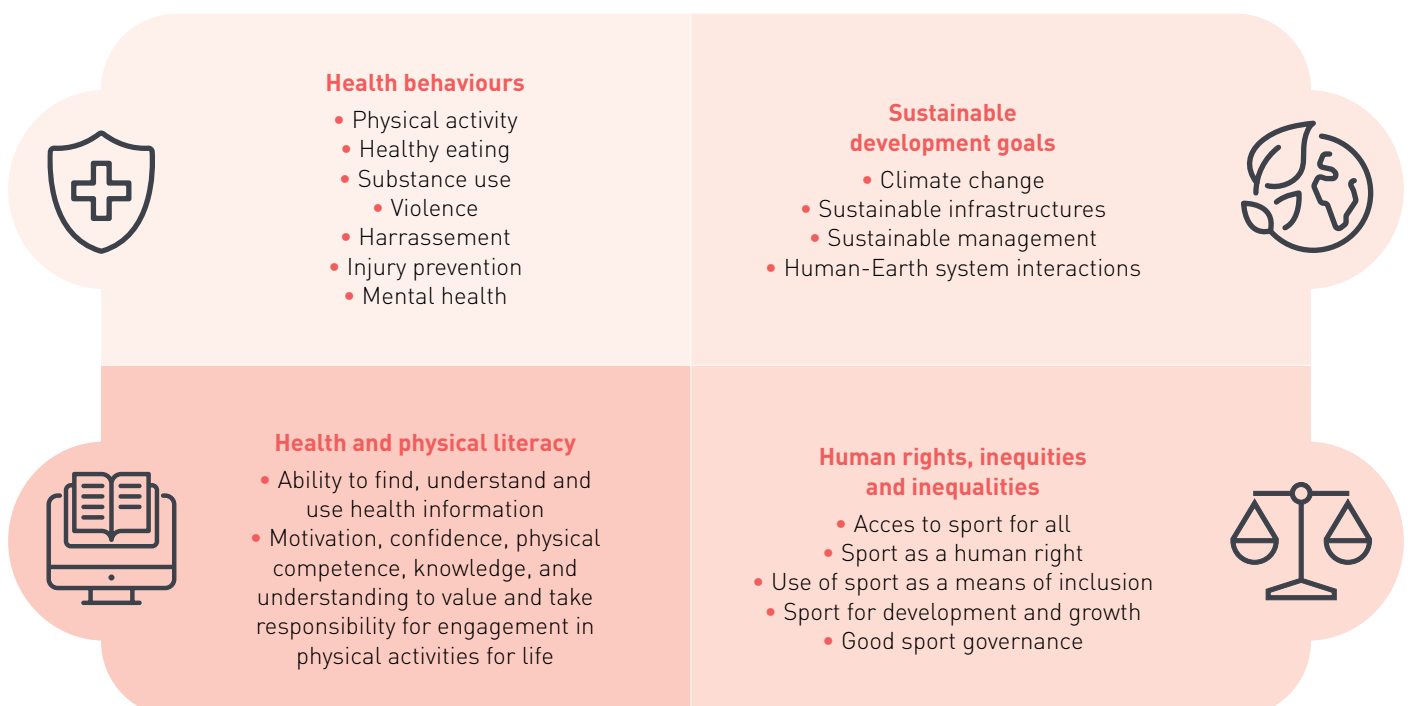 Health behaviours
• Physical activity
• Healthy eating
• Substance use
• Violence
• Harrassement
• Injury prevention
• Mental health
Sustainable
development goals
• Climate change
• Sustainable infrastructures
• Sustainable management
• Human-Earth system interactions
Health and physical literacy
• Ability to find, understand and
use health information
• Motivation, confidence, physical
competence, knowledge, and
understanding to value and take
responsibility for engagement in
physical activities for life
Human rights, inequities
and inequalities
• Acces to sport for all
• Sport as a human right
• Use of sport as a means of inclusion
• Sport for development and growth
• Good sport governance